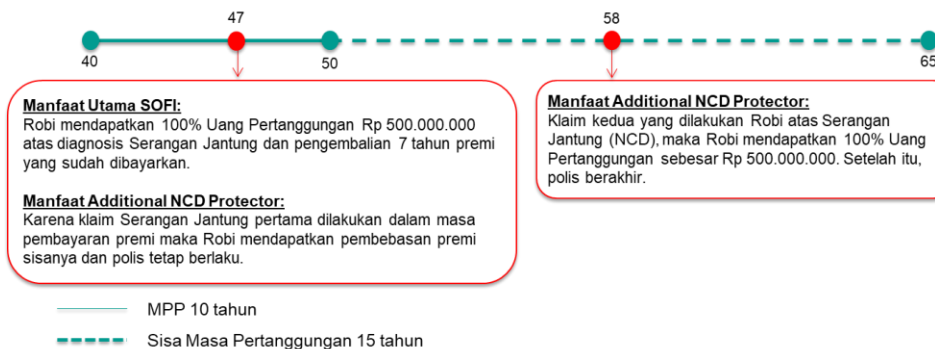 47
58
40
50
65
Manfaat Utama SOFI:
Robi mendapatkan 100% Uang Pertanggungan Rp 500.000.000
atas diagnosis Serangan Jantung dan pengembalian 7 tahun premi
yang sudah dibayarkan.
Manfaat Additional NCD Protector:
Karena klaim Serangan Jantung pertama dilakukan dalam masa
pembayaran premi maka Robi mendapatkan pembebasan premi
sisanya dan polis tetap berlaku.
Manfaat Additional NCD Protector:
Klaim kedua yang dilakukan Robi atas Serangan
Jantung (NCD), maka Robi mendapatkan 100% Uang
Pertanggungan sebesar Rp 500.000.000. Setelah itu,
polis berakhir.
MPP 10 tahun
Sisa Masa Pertanggungan 15 tahun